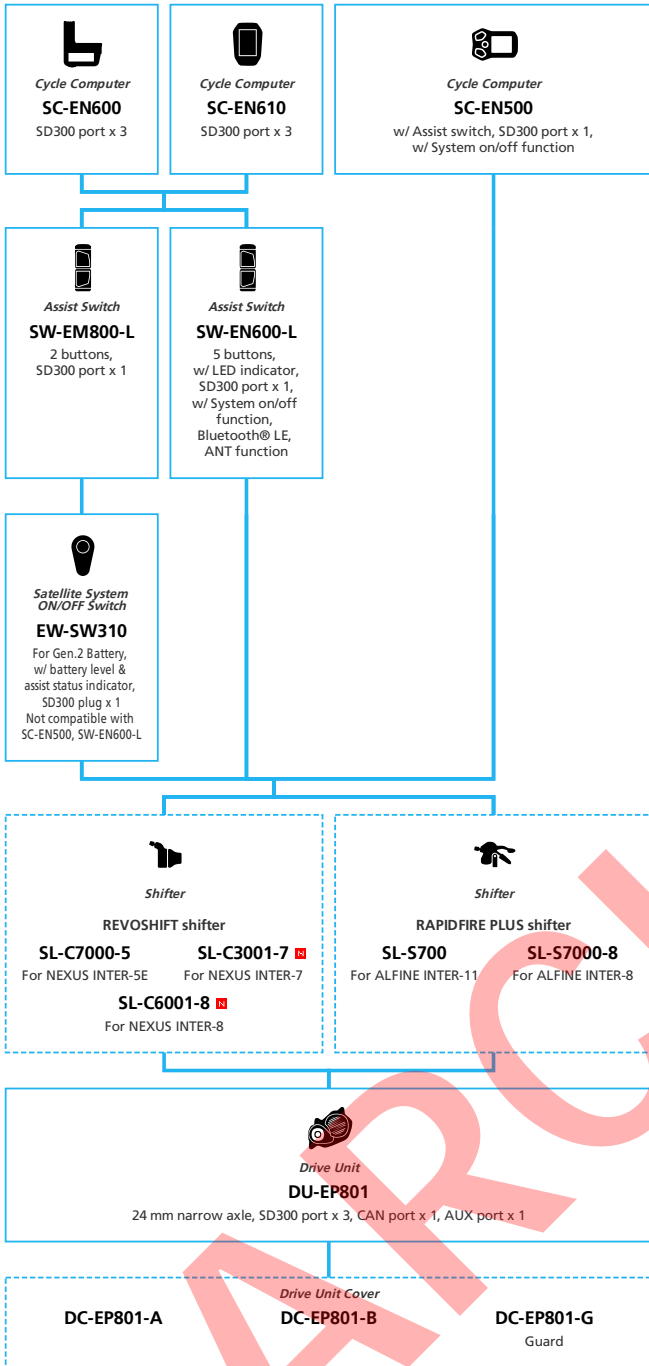 Cycle Computer
SC-EN600
SD300 port x 3
Cycle Computer
SC-EN610
SD300 port x 3
Cycle Computer
SC-EN500
w/ Assist switch, SD300 port x 1,
w/ System on/off function
Assist Switch
SW-EM800-L
2 buttons,
SD300 port x 1
Assist Switch
SW-EN600-L
5 buttons,
w/ LED indicator,
SD300 port x 1,
w/ System on/off
function,
Bluetooth® LE,
ANT function
Satellite System
ON/OFF Switch
EW-SW310
For Gen.2 Battery,
w/ battery level &
assist status indicator,
SD300 plug x 1
Not compatible with
SC-EN500, SW-EN600-L
Shifter
REVOSHIFT shifter
SL-C7000-5
For NEXUS INTER-5E
SL-C3001-7 N
For NEXUS INTER-7
SL-C6001-8 N
For NEXUS INTER-8
Shifter
RAPIDFIRE PLUS shifter
SL-S700
For ALFINE INTER-11
SL-S7000-8
For ALFINE INTER-8
Drive Unit
DU-EP801
24 mm narrow axle, SD300 port x 3, CAN port x 1, AUX port x 1
Drive Unit Cover
DC-EP801-A
DC-EP801-B
DC-EP801-G
Guard